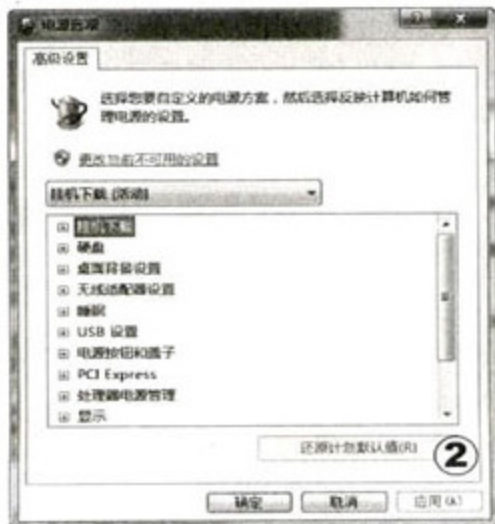 电源选项
高级设置
选择您要自定义的电源方案，然后选择反映计算机如何管
理电源的设置。
更改当前不可用的设置
挂机下载 [活动]
挂机下载
硬盘
桌面背景设置
无线适配器设置
睡眠
USB 设置
电源按钮和盖子
PCI Express
处理器电源管理
显示
还原计划默认值(R)
②
确定
取消
应用(A)